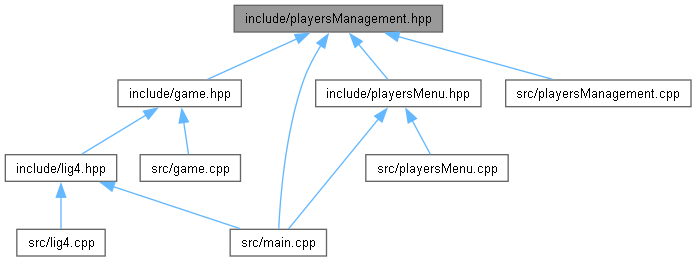 include/playersManagement.hpp
include/game.hpp
include/playersMenu.hpp
src/playersManagement.cpp
include/lig4.hpp
src/game.cpp
src/playersMenu.cpp
src/lig4.cpp
src/main.cpp